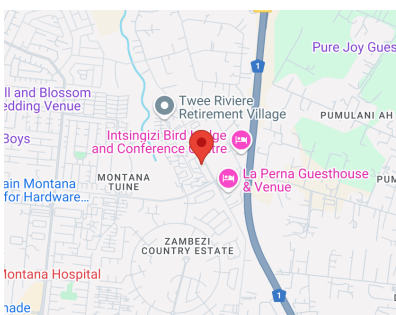 1
Pure Joy Gues
ll and Blossom
edding Venue
Twee Riviere
Retirement Village
PUMULANI AH
Boys
Intsingizi Bird Lodge
and Conference Centre
La Perna Guesthouse
& Venue
MONTANA
TUINE
ain Montana
for Hardware...
PUM
ZAMBEZI
COUNTRY ESTATE
Montana Hospital
1
nade